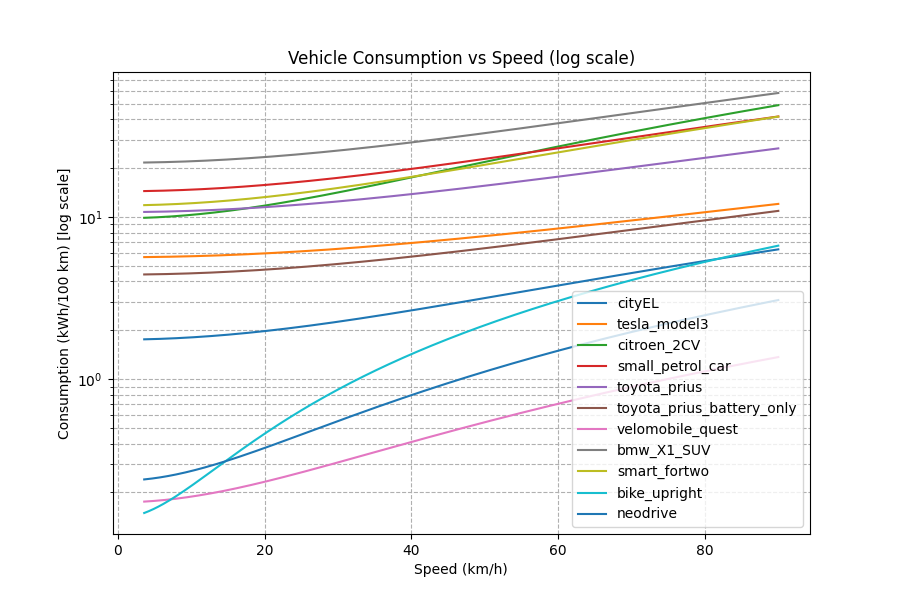 Vehicle Consumption vs Speed (log scale)
Consumption (kWh/100 km) [log scale]
10¹
10⁰
cityEL
tesla_model3
citroen_2CV
small_petrol_car
toyota_prius
toyota_prius_battery_only
velomobile_quest
bmw_X1_SUV
smart_fortwo
bike_upright
neodrive
0 20 40 60 80
Speed (km/h)